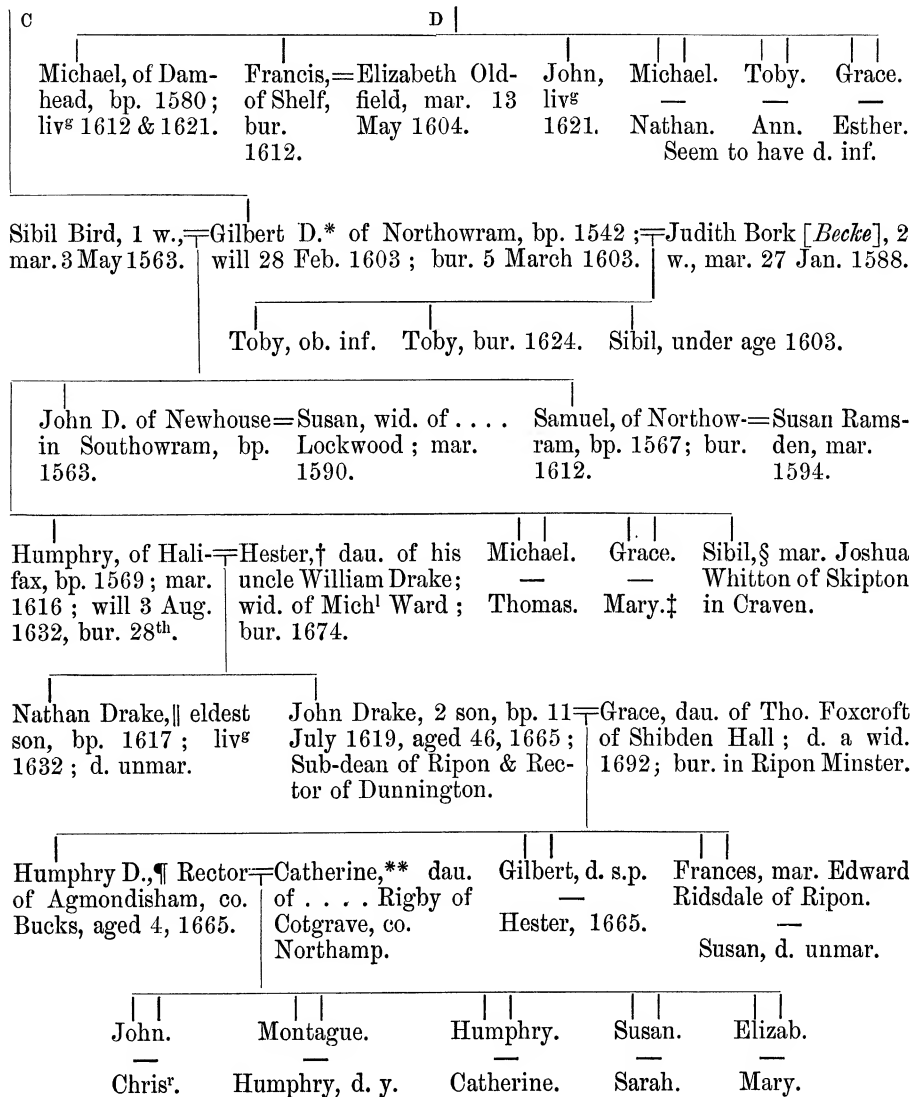 C D
Michael, of Dam-
head, bp. 1580;
livᵍ 1612 & 1621.
Francis,=Elizabeth Old-
of Shelf, field, mar. 13
bur. May 1604.
1612.
John,
livᵍ
1621.
Michael. Toby. Grace.
— — —
Nathan. Ann. Esther.
Seem to have d. inf.
Sibil Bird, 1 w.,=Gilbert D.* of Northowram, bp. 1542;=Judith Bork [Becke], 2
mar. 3 May 1563. will 28 Feb. 1603; bur. 5 March 1603. w., mar. 27 Jan. 1588.
Toby, ob. inf. Toby, bur. 1624. Sibil, under age 1603.
John D. of Newhouse=Susan, wid. of . . . .
in Southowram, bp. Lockwood; mar.
1563. 1590.
Samuel, of Northow-=Susan Rams-
ram, bp. 1567; bur. den, mar.
1612. 1594.
Humphry, of Hali-=Hester,† dau. of his
fax, bp. 1569; mar. uncle William Drake;
1616; will 3 Aug. wid. of Michˡ Ward;
1632, bur. 28ᵗʰ. bur. 1674.
Michael. Grace.
— —
Thomas. Mary.‡
Sibil,§ mar. Joshua
Whitton of Skipton
in Craven.
Nathan Drake,|| eldest
son, bp. 1617; livᵍ
1632; d. unmar.
John Drake, 2 son, bp. 11=Grace, dau. of Tho. Foxcroft
July 1619, aged 46, 1665; of Shibden Hall; d. a wid.
Sub-dean of Ripon & Rec- 1692; bur. in Ripon Minster.
tor of Dunnington.
Humphry D.,¶ Rector=Catherine,** dau.
of Agmondisham, co. of . . . . Rigby of
Bucks, aged 4, 1665. Cotgrave, co.
Northamp.
Gilbert, d. s.p.
—
Hester, 1665.
Frances, mar. Edward
Ridsdale of Ripon.
—
Susan, d. unmar.
John. Montague. Humphry. Susan. Elizab.
— — — — —
Chrisʳ. Humphry, d. y. Catherine. Sarah. Mary.